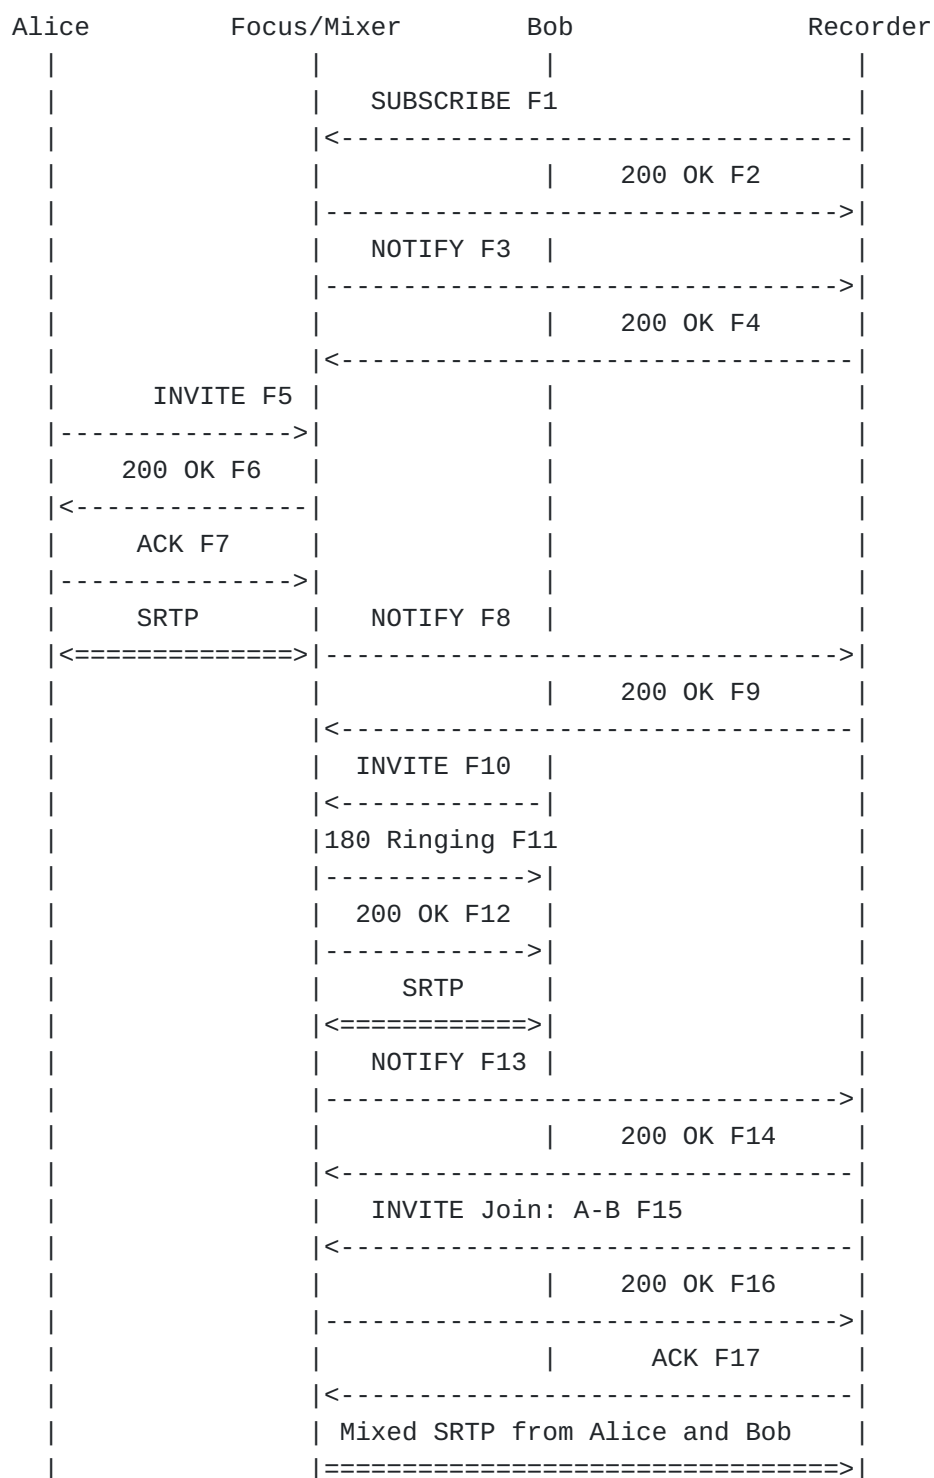 Alice         Focus/Mixer        Bob               Recorder
  |                |              |                   |
  |                |   SUBSCRIBE F1                   |
  |                |<---------------------------------|
  |                |              |    200 OK F2      |
  |                |--------------------------------->|
  |                |   NOTIFY F3  |                   |
  |                |--------------------------------->|
  |                |              |    200 OK F4      |
  |                |<---------------------------------|
  |      INVITE F5 |              |                   |
  |--------------->|              |                   |
  |    200 OK F6   |              |                   |
  |<---------------|              |                   |
  |     ACK F7     |              |                   |
  |--------------->|              |                   |
  |     SRTP       |   NOTIFY F8  |                   |
  |<==============>|--------------------------------->|
  |                |              |    200 OK F9      |
  |                |<---------------------------------|
  |                |  INVITE F10  |                   |
  |                |<-------------|                   |
  |                |180 Ringing F11                   |
  |                |------------->|                   |
  |                |  200 OK F12  |                   |
  |                |------------->|                   |
  |                |     SRTP     |                   |
  |                |<============>|                   |
  |                |   NOTIFY F13 |                   |
  |                |--------------------------------->|
  |                |              |    200 OK F14     |
  |                |<---------------------------------|
  |                |   INVITE Join: A-B F15           |
  |                |<---------------------------------|
  |                |              |    200 OK F16     |
  |                |--------------------------------->|
  |                |              |      ACK F17      |
  |                |<---------------------------------|
  |                | Mixed SRTP from Alice and Bob    |
  |                |=================================>|